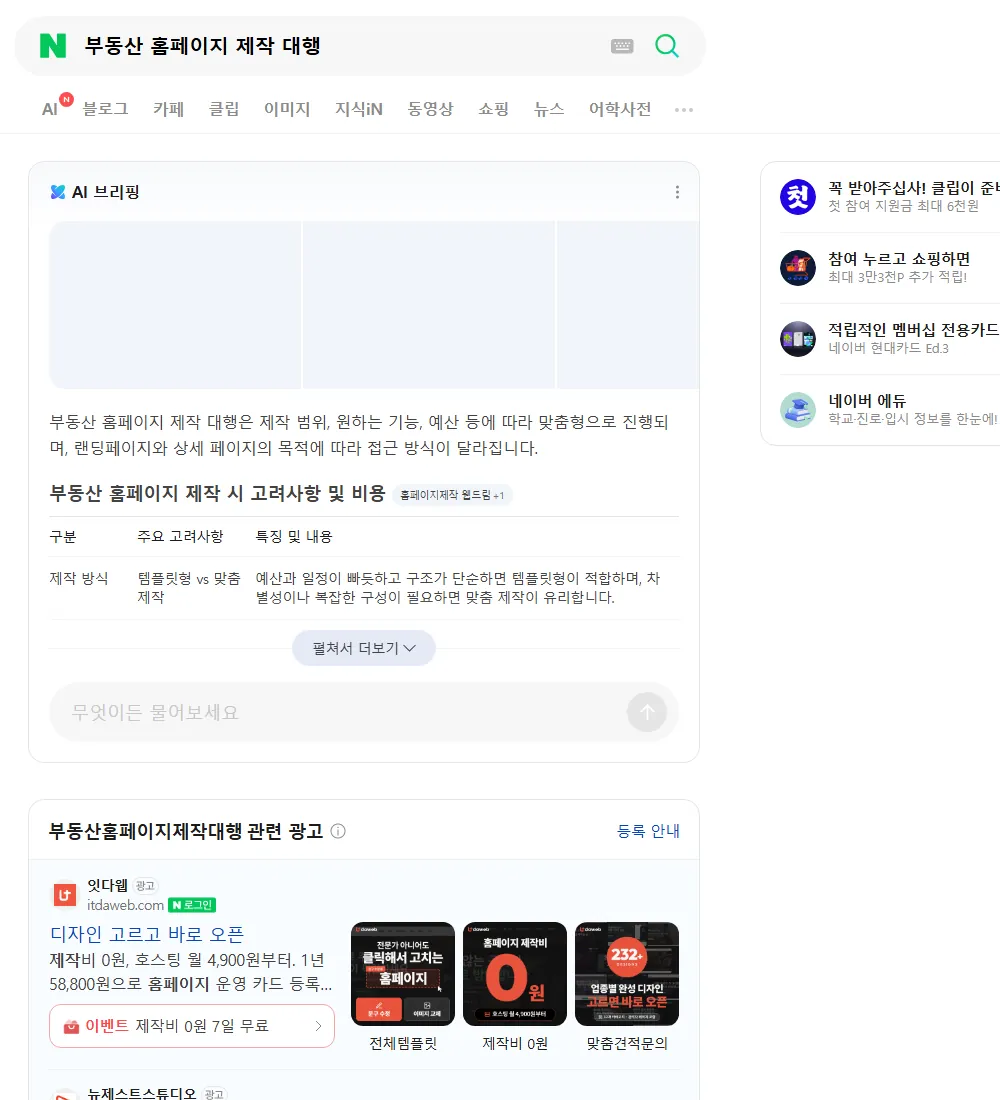 부동산 홈페이지 제작 대행
AI N 블로그 카페 클립 이미지 지식iN 동영상 쇼핑 뉴스 어학사전
AI 브리핑
부동산 홈페이지 제작 대행은 제작 범위, 원하는 기능, 예산 등에 따라 맞춤형으로 진행되
며, 랜딩페이지와 상세 페이지의 목적에 따라 접근 방식이 달라집니다.
부동산 홈페이지 제작 시 고려사항 및 비용 홈페이지제작 웹드림 +1
구분 주요 고려사항 특징 및 내용
제작 방식 템플릿형 vs 맞춤 예산과 일정이 빠듯하고 구조가 단순하면 템플릿형이 적합하며, 차
제작 별성이나 복잡한 구성이 필요하면 맞춤 제작이 유리합니다.
펼쳐서 더보기
무엇이든 물어보세요
부동산홈페이지제작대행 관련 광고 등록 안내
잇다웹 광고
itdaweb.com N 로그인
디자인 고르고 바로 오픈
제작비 0원, 호스팅 월 4,900원부터. 1년
58,800원으로 홈페이지 운영 카드 등록...
이벤트 제작비 0원 7일 무료
전문가 아니어도
클릭해서 고치는
홈페이지
문구 수정 이미지 교체
전체템플릿
홈페이지 제작비
0원
호스팅 월 4,900원부터
제작비 0원
232+
DESIGNS
업종별 완성 디자인
고르면 바로 오픈
맞춤견적문의
뉴제스트스튜디오 광고
첫
꼭 받아주십사! 클립이 준비
첫 참여 지원금 최대 6천원
참여 누르고 쇼핑하면
최대 3만3천P 추가 적립!
적립적인 멤버십 전용카드
네이버 현대카드 Ed.3
네이버 에듀
학교·진로·입시 정보를 한눈에!